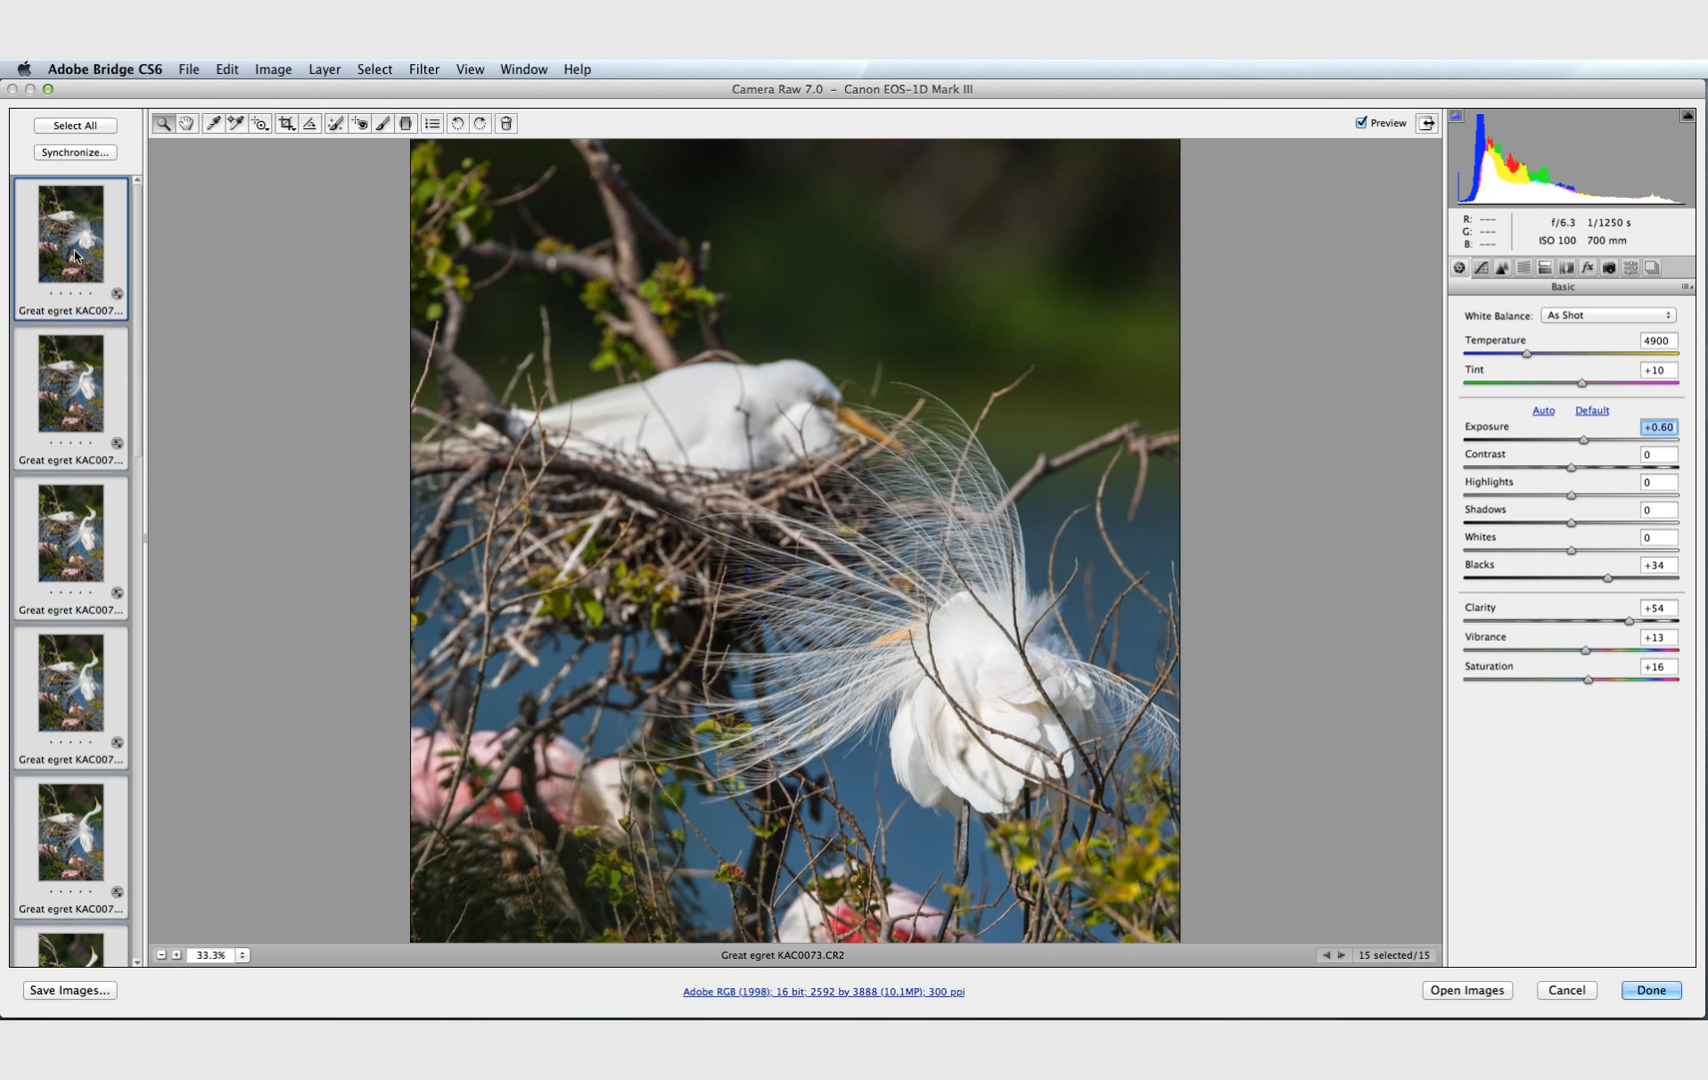 Adobe Bridge CS6 File Edit Image Layer Select Filter View Window Help
Camera Raw 7.0 – Canon EOS-1D Mark III
Select All
Synchronize...
Preview
Great egret KAC007...
Great egret KAC007...
Great egret KAC007...
Great egret KAC007...
Great egret KAC007...
R: ---
G: ---
B: ---
f/6.3 1/1250 s
ISO 100 700 mm
fx
Basic
White Balance: As Shot
Temperature 4900
Tint +10
Auto Default
Exposure +0.60
Contrast 0
Highlights 0
Shadows 0
Whites 0
Blacks +34
Clarity +54
Vibrance +13
Saturation +16
33.3%
Great egret KAC0073.CR2
15 selected/15
Save Images...
Adobe RGB (1998); 16 bit; 2592 by 3888 (10.1MP); 300 ppi
Open Images
Cancel
Done